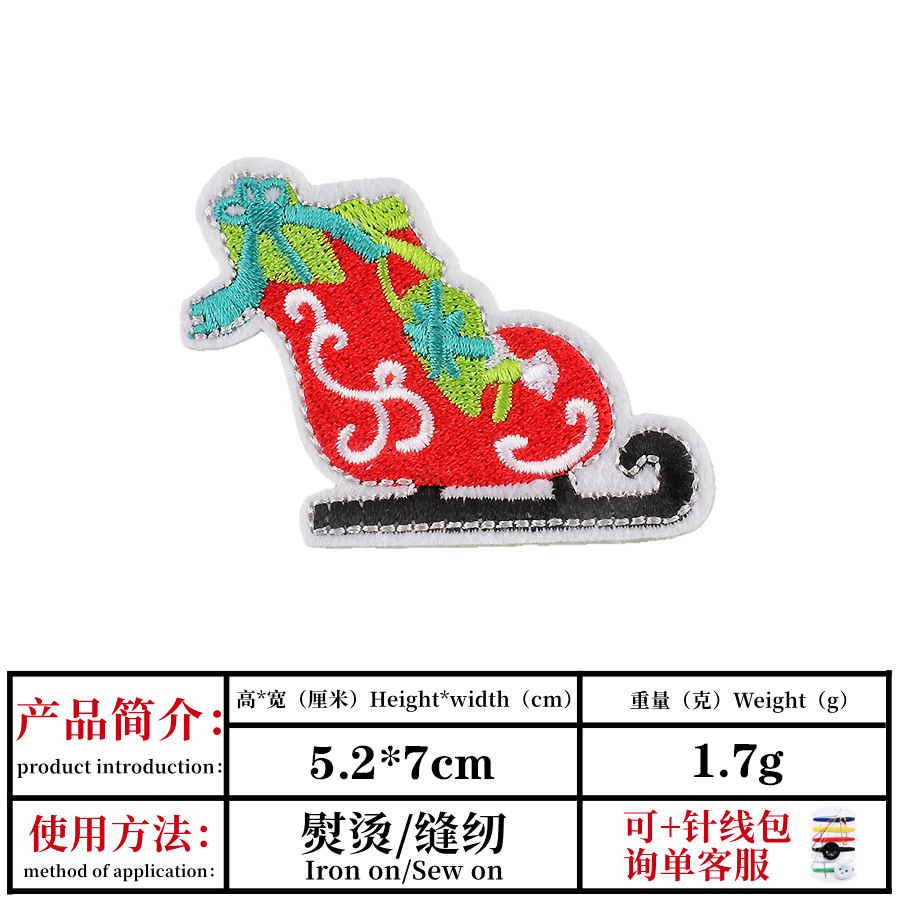 产品简介：
product introduction：
高*宽（厘米）Height*width（cm）
重量（克）Weight（g）
5.2*7cm
1.7g
使用方法：
method of application：
熨烫/缝纫
Iron on/Sew on
可+针线包
询单客服